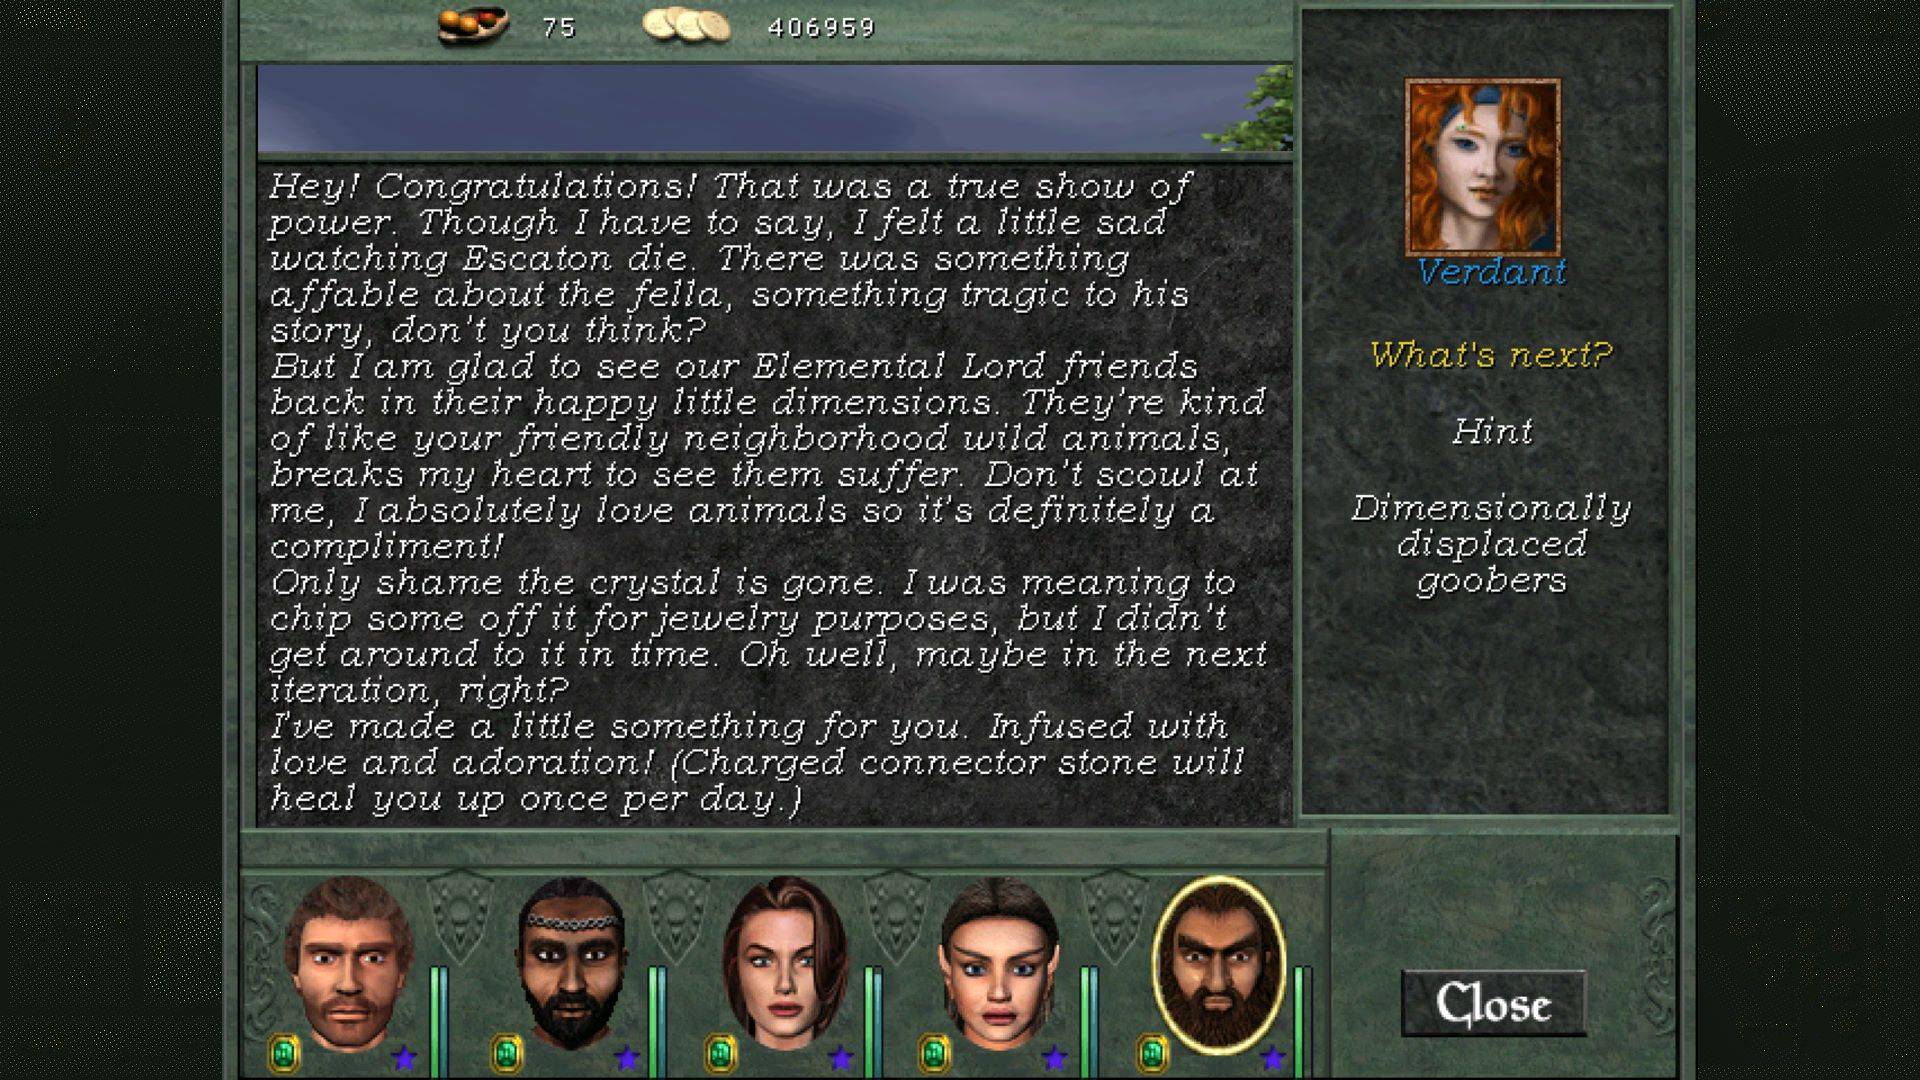 75
406959
Hey! Congratulations! That was a true show of
power. Though I have to say, I felt a little sad
watching Escaton die. There was something
affable about the fella, something tragic to his
story, don't you think?
But I am glad to see our Elemental Lord friends
back in their happy little dimensions. They're kind
of like your friendly neighborhood wild animals,
breaks my heart to see them suffer. Don't scowl at
me, I absolutely love animals so it's definitely a
compliment!
Only shame the crystal is gone. I was meaning to
chip some off it for jewelry purposes, but I didn't
get around to it in time. Oh well, maybe in the next
iteration, right?
I've made a little something for you. Infused with
love and adoration! (Charged connector stone will
heal you up once per day.)
Verdant
What's next?
Hint
Dimensionally
displaced
goobers
Close